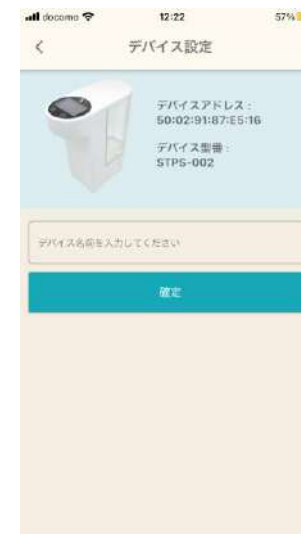 docomo 12:22 57%
デバイス設定
デバイスアドレス：
50:02:91:87:E5:16
デバイス型番：
STPS-002
デバイス名前を入力してください
確定